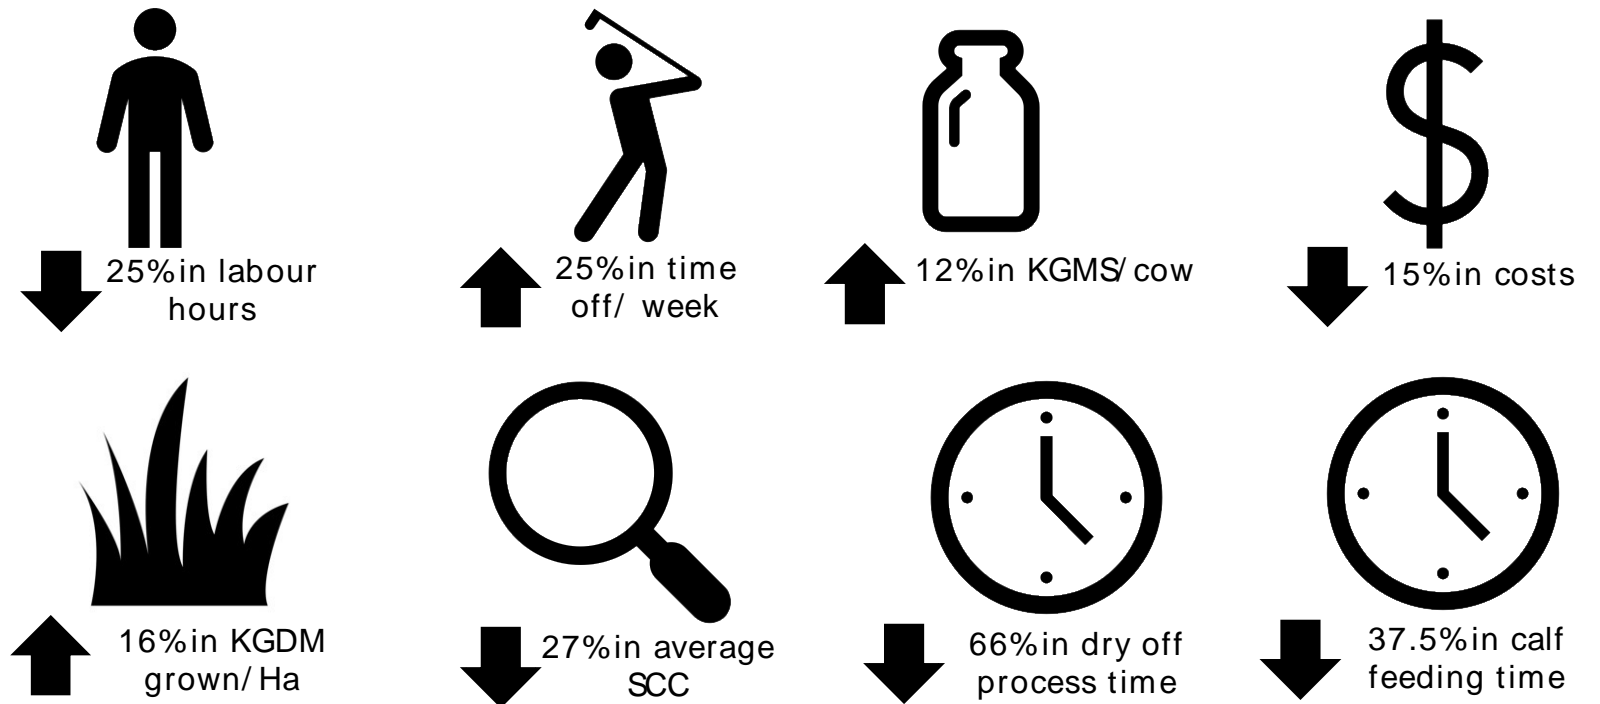 25% in labour
hours
25% in time
off/ week
12% in KGMS/ cow
15% in costs
16% in KGDM
grown/ Ha
27% in average
SCC
66% in dry off
process time
37.5% in calf
feeding time